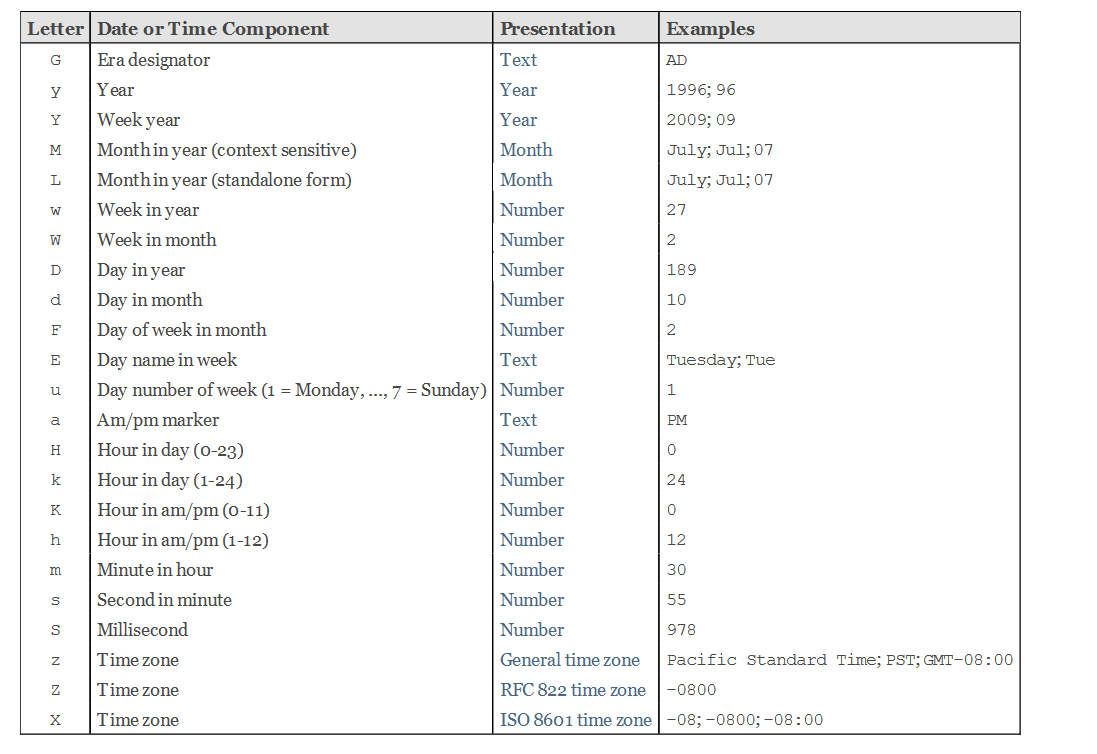 Letter Date or Time Component Presentation Examples
G Era designator Text AD
y Year Year 1996; 96
Y Week year Year 2009; 09
M Month in year (context sensitive) Month July; Jul; 07
L Month in year (standalone form) Month July; Jul; 07
w Week in year Number 27
W Week in month Number 2
D Day in year Number 189
d Day in month Number 10
F Day of week in month Number 2
E Day name in week Text Tuesday; Tue
u Day number of week (1 = Monday, ..., 7 = Sunday) Number 1
a Am/pm marker Text PM
H Hour in day (0-23) Number 0
k Hour in day (1-24) Number 24
K Hour in am/pm (0-11) Number 0
h Hour in am/pm (1-12) Number 12
m Minute in hour Number 30
s Second in minute Number 55
S Millisecond Number 978
z Time zone General time zone Pacific Standard Time; PST; GMT-08:00
Z Time zone RFC 822 time zone -0800
X Time zone ISO 8601 time zone -08; -0800; -08:00